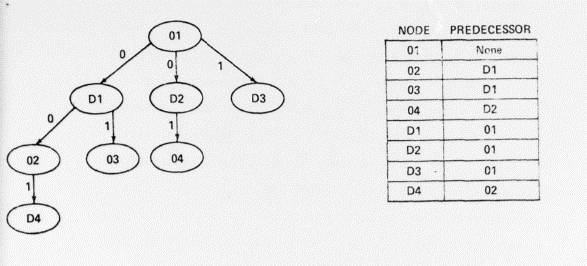 01
0
0
1
D1
D2
D3
0
1
1
02
03
04
1
D4
NODE PREDECESSOR
01 None
02 D1
03 D1
04 D2
D1 01
D2 01
D3 01
D4 02